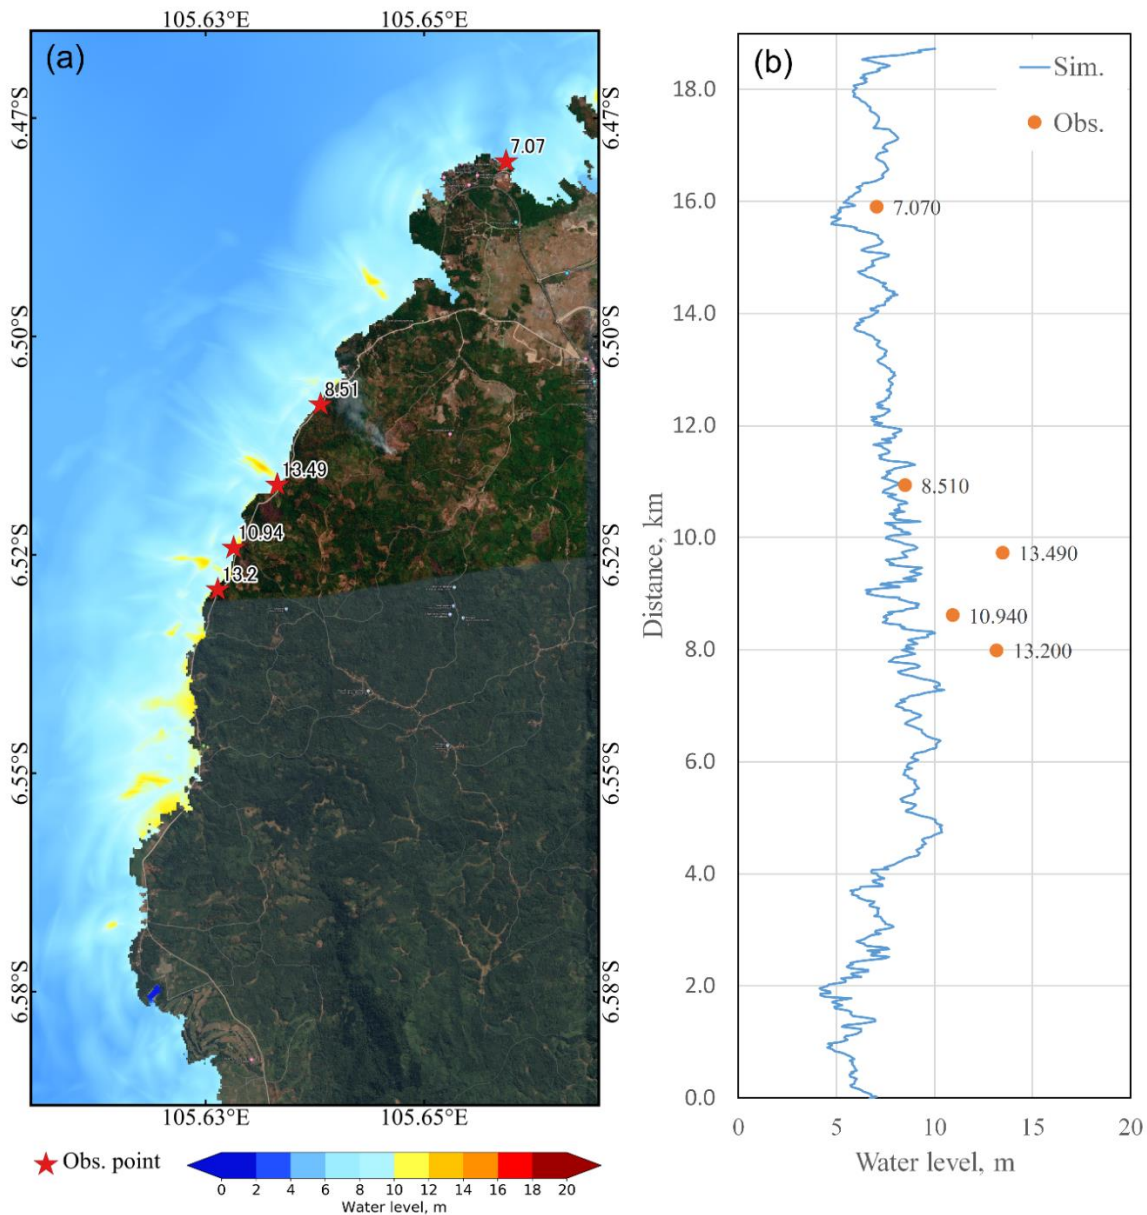 105.63°E 105.65°E
(a)
6.47°S
6.50°S
6.52°S
6.55°S
6.58°S
7.07
8.51
13.49
10.94
13.2
6.47°S
6.50°S
6.52°S
6.55°S
6.58°S
105.63°E 105.65°E
Obs. point
0 2 4 6 8 10 12 14 16 18 20
Water level, m
(b)
Sim.
Obs.
Distance, km
18.0
16.0
14.0
12.0
10.0
8.0
6.0
4.0
2.0
0.0
7.070
8.510
13.490
10.940
13.200
0 5 10 15 20
Water level, m